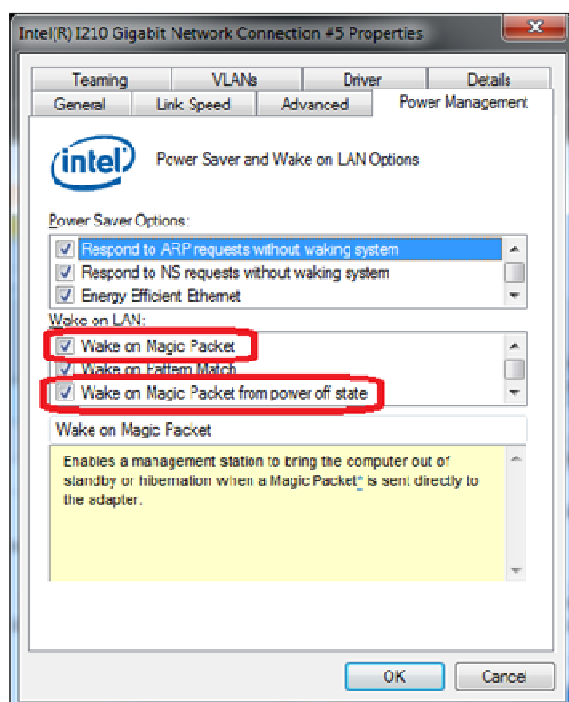 Intel(R) I210 Gigabit Network Connection #5 Properties
Teaming VLANs Driver Details
General Link Speed Advanced Power Management
intel Power Saver and Wake on LAN Options
Power Saver Options:
Respond to ARP requests without waking system
Respond to NS requests without waking system
Energy Efficient Ethernet
Wake on LAN:
Wake on Magic Packet
Wake on Pattern Match
Wake on Magic Packet from power off state
Wake on Magic Packet
Enables a management station to bring the computer out of
standby or hibernation when a Magic Packet* is sent directly to
the adapter.
OK Cancel